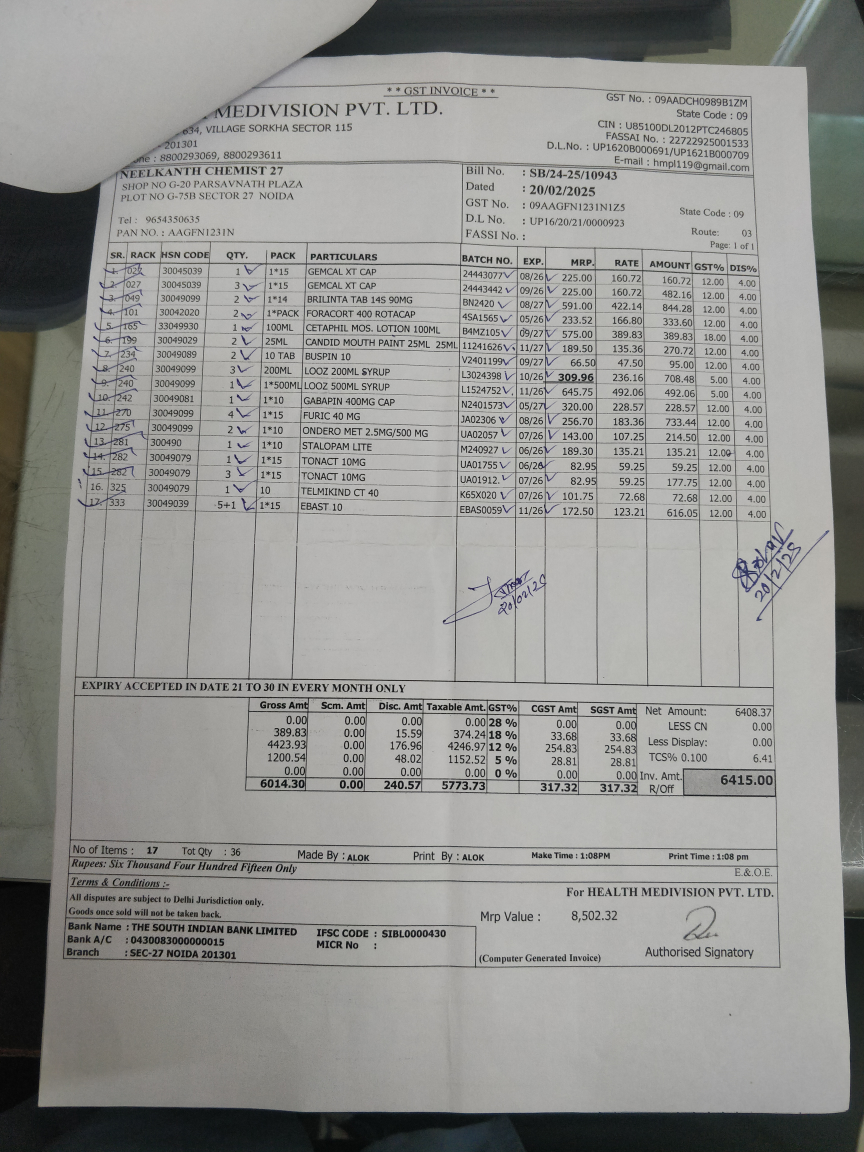 * * GST INVOICE * *
MEDIVISION PVT. LTD.
634, VILLAGE SORKHA SECTOR 115
201301
: 8800293069, 8800293611
GST No. : 09AADCH0989B1ZM
State Code : 09
CIN : U85100DL2012PTC246805
FASSAI No. : 22722925001533
D.L.No. : UP1620B000691/UP1621B000709
E-mail : hmpl119@gmail.com
NEELKANTH CHEMIST 27
SHOP NO G-20 PARSAVNATH PLAZA
PLOT NO G-75B SECTOR 27 NOIDA
Tel : 9654350635
PAN NO. : AAGFN1231N
Bill No. : SB/24-25/10943
Dated : 20/02/2025
GST No. : 09AAGFN1231N1Z5 State Code : 09
D.L No. : UP16/20/21/0000923
FASSI No. : Route: 03
Page: 1 of 1
SR. RACK HSN CODE QTY. PACK PARTICULARS BATCH NO. EXP. MRP. RATE AMOUNT GST% DIS%
1. 30045039 1 1*15 GEMCAL XT CAP 24443077 08/26 225.00 160.72 160.72 12.00 4.00
2. 027 30045039 3 1*15 GEMCAL XT CAP 24443442 09/26 225.00 160.72 482.16 12.00 4.00
3. 049 30049099 2 1*14 BRILINTA TAB 14S 90MG BN2420 08/27 591.00 422.14 844.28 12.00 4.00
4. 101 30042020 2 1*PACK FORACORT 400 ROTACAP 4SA1565 05/26 233.52 166.80 333.60 12.00 4.00
5. 165 33049930 1 100ML CETAPHIL MOS. LOTION 100ML B4MZ105 09/27 575.00 389.83 389.83 18.00 4.00
6. 199 30049029 2 25ML CANDID MOUTH PAINT 25ML 25ML 11241626 11/27 189.50 135.36 270.72 12.00 4.00
7. 234 30049089 2 10 TAB BUSPIN 10 V2401199 09/27 66.50 47.50 95.00 12.00 4.00
8. 240 30049099 3 200ML LOOZ 200ML SYRUP L3024398 10/26 309.96 236.16 708.48 5.00 4.00
9. 240 30049099 1 1*500ML LOOZ 500ML SYRUP L1524752 11/26 645.75 492.06 492.06 5.00 4.00
10. 242 30049081 1 1*10 GABAPIN 400MG CAP N2401573 05/27 320.00 228.57 228.57 12.00 4.00
11. 270 30049099 4 1*15 FURIC 40 MG JA02306 08/26 256.70 183.36 733.44 12.00 4.00
12. 275 30049099 2 1*10 ONDERO MET 2.5MG/500 MG UA02057 07/26 143.00 107.25 214.50 12.00 4.00
13. 281 300490 1 1*10 STALOPAM LITE M240927 06/26 189.30 135.21 135.21 12.00 4.00
14. 282 30049079 1 1*15 TONACT 10MG UA01755 06/26 82.95 59.25 59.25 12.00 4.00
15. 282 30049079 3 1*15 TONACT 10MG UA01912. 07/26 82.95 59.25 177.75 12.00 4.00
16. 325 30049079 1 10 TELMIKIND CT 40 K65X020 07/26 101.75 72.68 72.68 12.00 4.00
17. 333 30049039 5+1 1*15 EBAST 10 EBAS0059 11/26 172.50 123.21 616.05 12.00 4.00
20/02/25
20/2/25
EXPIRY ACCEPTED IN DATE 21 TO 30 IN EVERY MONTH ONLY
Gross Amt Scm. Amt Disc. Amt Taxable Amt. GST% CGST Amt SGST Amt
0.00 0.00 0.00 0.00 28 % 0.00 0.00
389.83 0.00 15.59 374.24 18 % 33.68 33.68
4423.93 0.00 176.96 4246.97 12 % 254.83 254.83
1200.54 0.00 48.02 1152.52 5 % 28.81 28.81
0.00 0.00 0.00 0.00 0 % 0.00 0.00
6014.30 0.00 240.57 5773.73 317.32 317.32
Net Amount: 6408.37
LESS CN 0.00
Less Display: 0.00
TCS% 0.100 6.41
Inv. Amt. R/Off 6415.00
No of Items : 17 Tot Qty : 36 Made By : ALOK Print By : ALOK Make Time : 1:08PM Print Time : 1:08 pm
Rupees: Six Thousand Four Hundred Fifteen Only E.& O.E.
Terms & Conditions :-
All disputes are subject to Delhi Jurisdiction only.
Goods once sold will not be taken back.
For HEALTH MEDIVISION PVT. LTD.
Mrp Value : 8,502.32
Bank Name : THE SOUTH INDIAN BANK LIMITED IFSC CODE : SIBL0000430
Bank A/C : 0430083000000015 MICR No :
Branch : SEC-27 NOIDA 201301
(Computer Generated Invoice)
Authorised Signatory